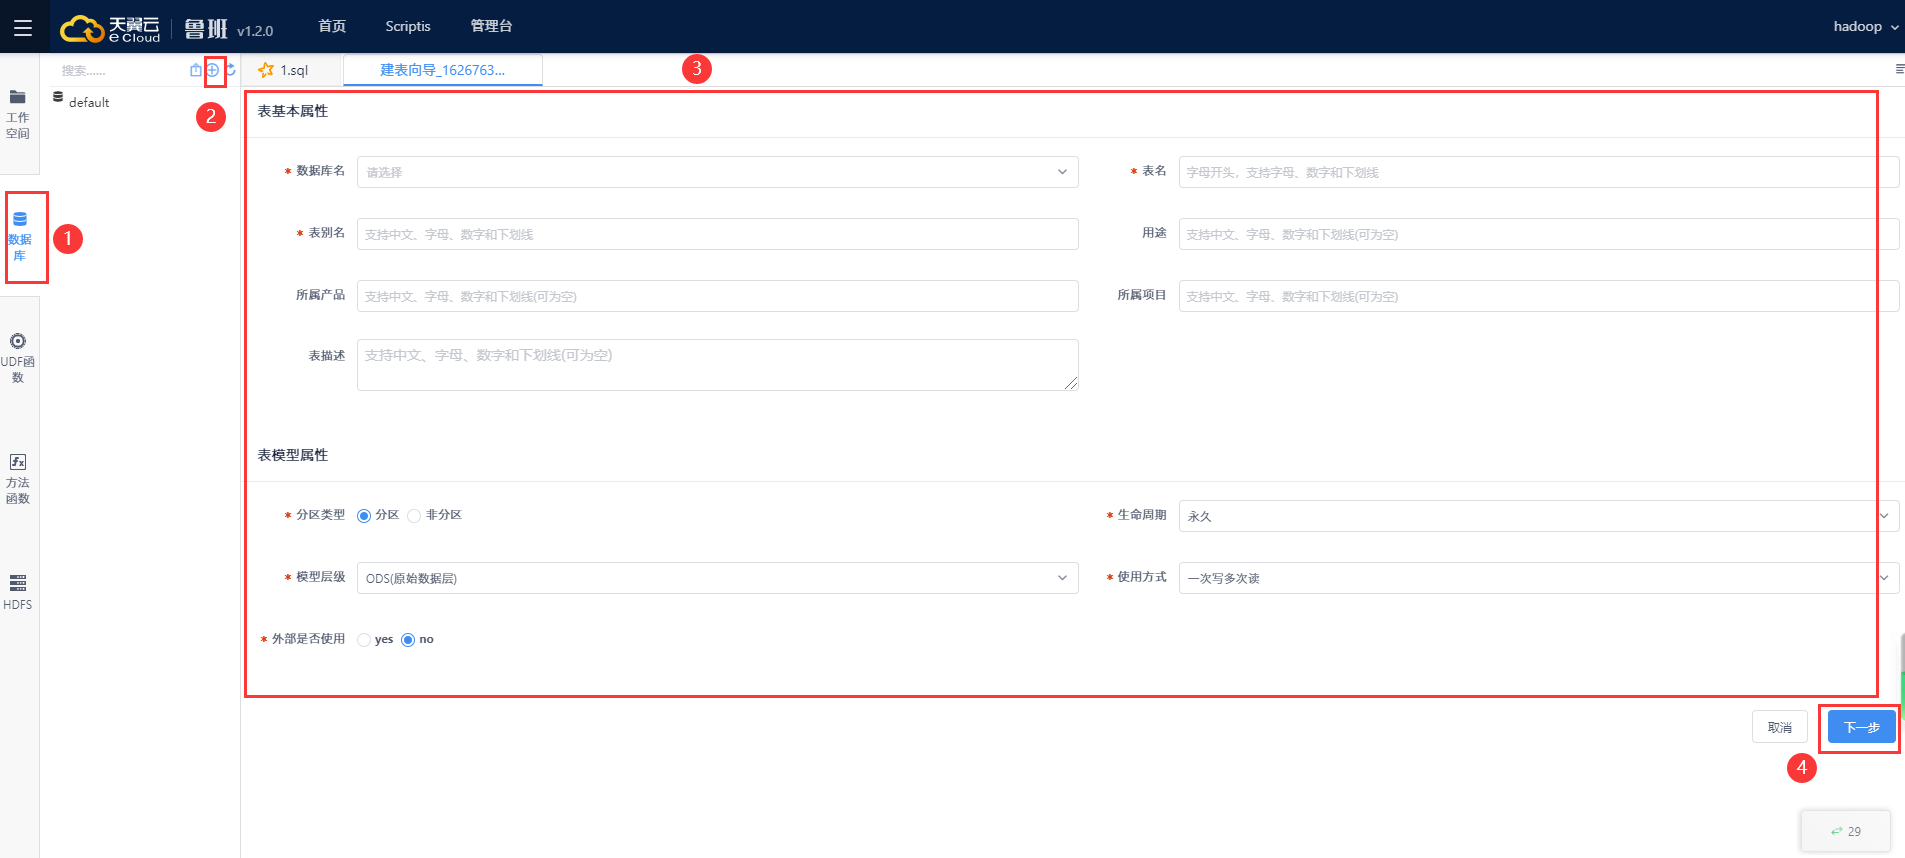 天翼云
e Cloud
鲁班 v1.2.0
首页
Scriptis
管理台
hadoop
搜索......
1.sql
建表向导_1626763...
3
工作
空间
default
2
数据
库
1
UDF函
数
方法
函数
HDFS
表基本属性
* 数据库名 请选择
* 表名 字母开头，支持字母、数字和下划线
* 表别名 支持中文、字母、数字和下划线
用途 支持中文、字母、数字和下划线(可为空)
所属产品 支持中文、字母、数字和下划线(可为空)
所属项目 支持中文、字母、数字和下划线(可为空)
表描述 支持中文、字母、数字和下划线(可为空)
表模型属性
* 分区类型 分区 非分区
* 生命周期 永久
* 模型层级 ODS(原始数据层)
* 使用方式 一次写多次读
* 外部是否使用 yes no
取消
下一步
4
29